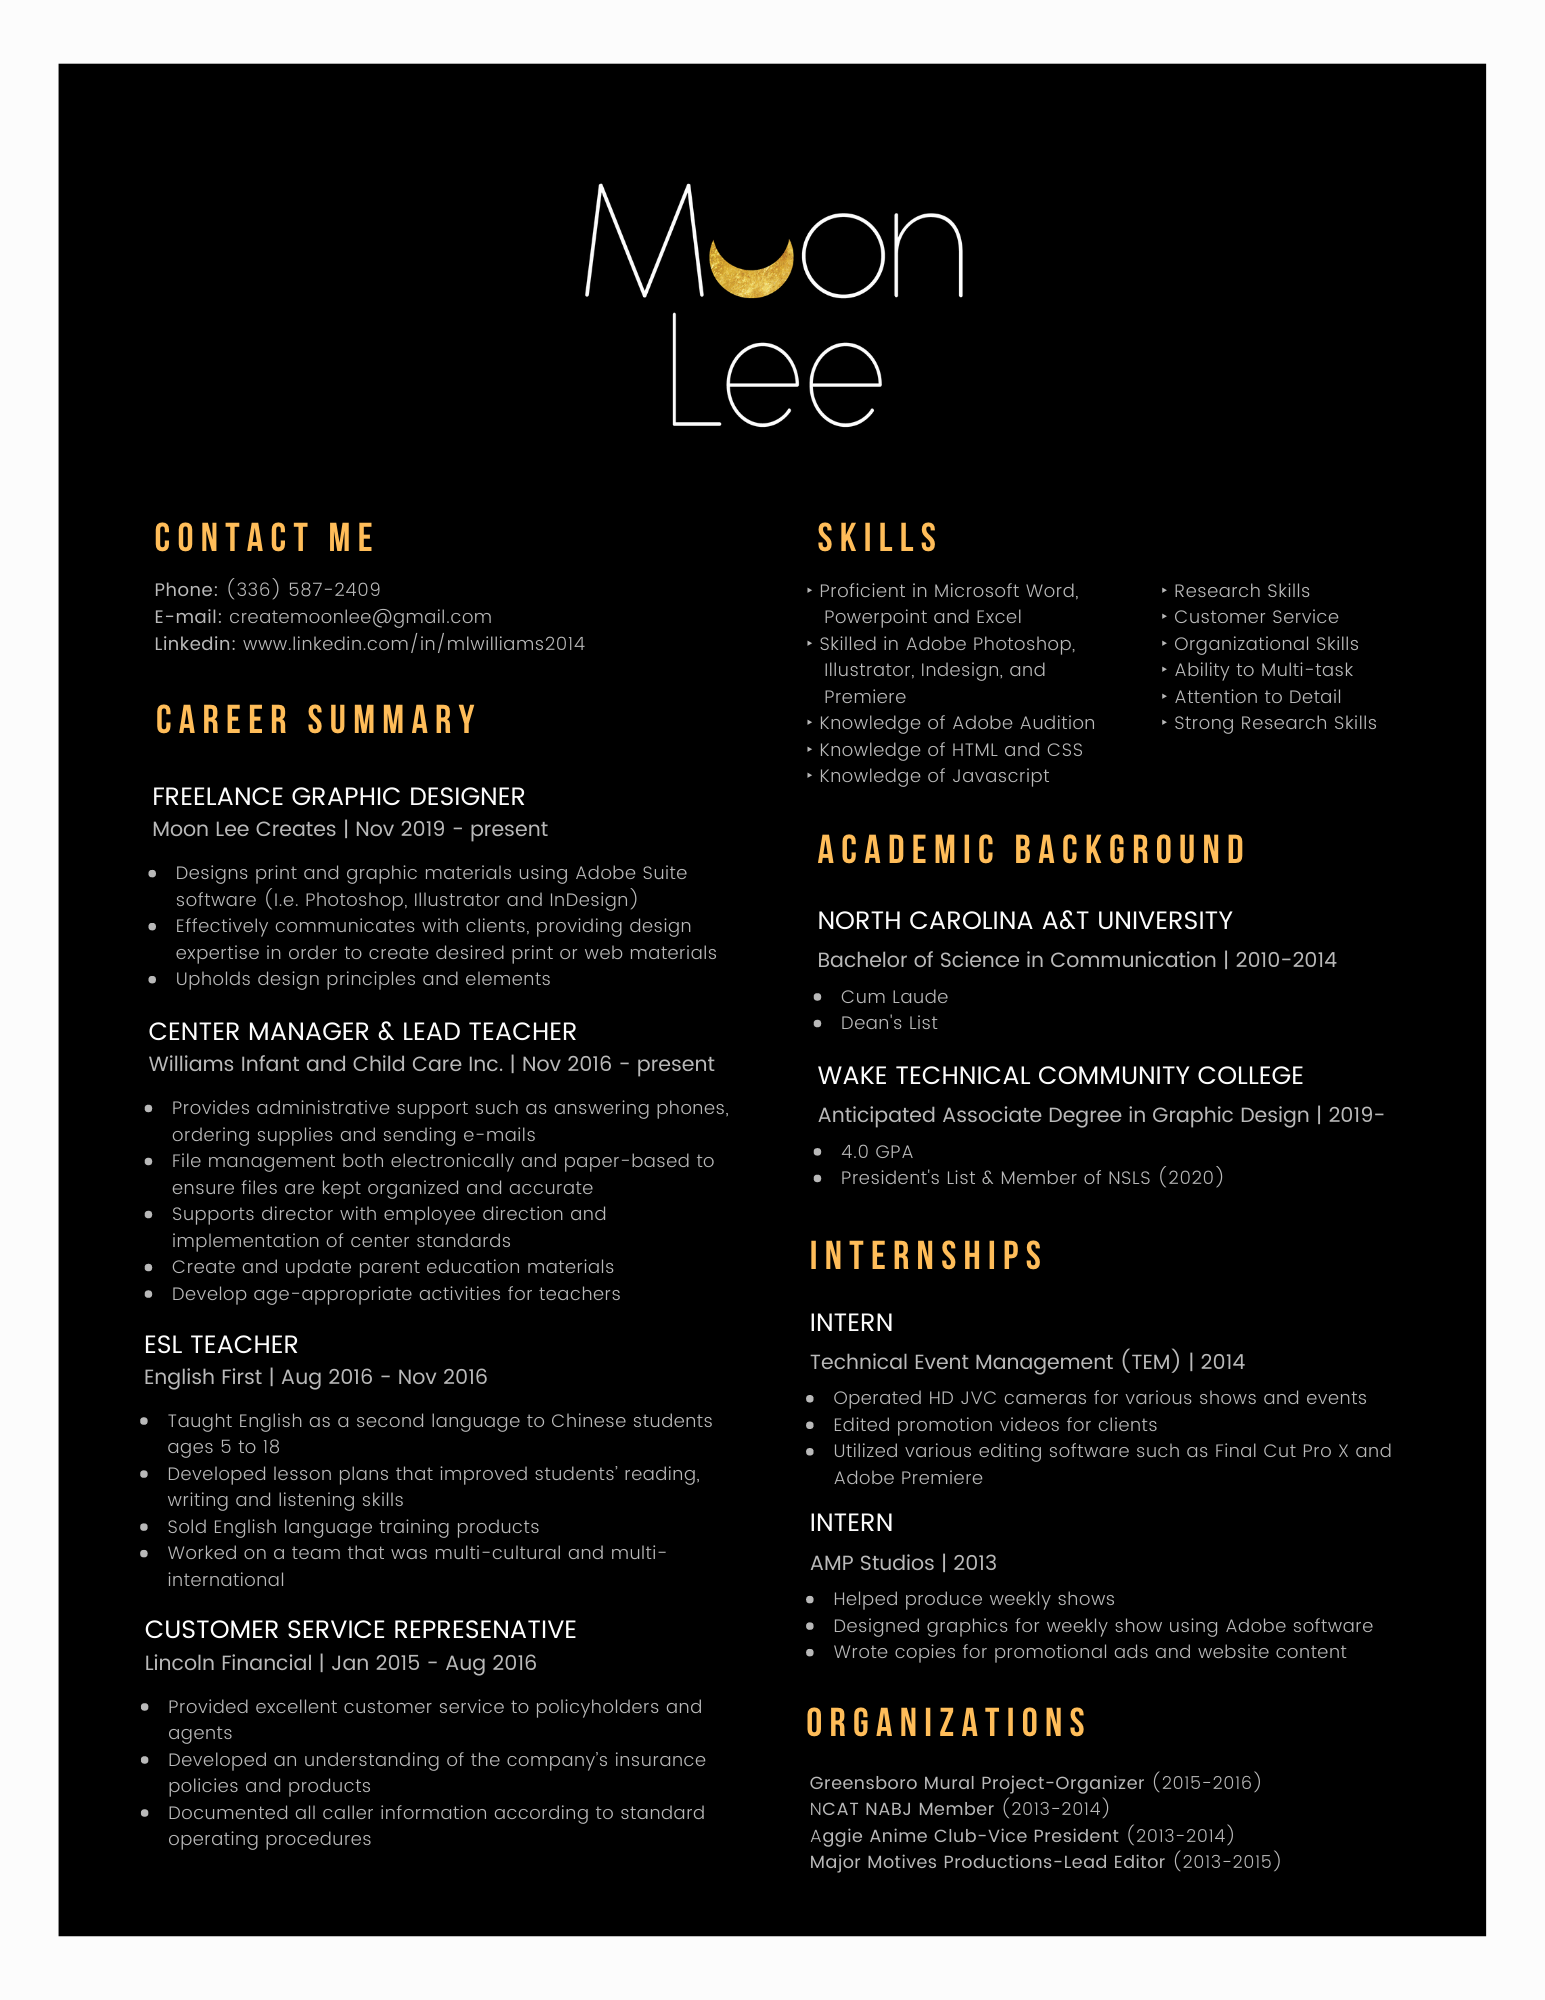 Moon
Lee
CONTACT ME
Phone: (336) 587-2409
E-mail: createmoonlee@gmail.com
Linkedin: www.linkedin.com/in/mlwilliams2014
CAREER SUMMARY
FREELANCE GRAPHIC DESIGNER
Moon Lee Creates | Nov 2019 - present
• Designs print and graphic materials using Adobe Suite
software (I.e. Photoshop, Illustrator and InDesign)
• Effectively communicates with clients, providing design
expertise in order to create desired print or web materials
• Upholds design principles and elements
CENTER MANAGER & LEAD TEACHER
Williams Infant and Child Care Inc. | Nov 2016 - present
• Provides administrative support such as answering phones,
ordering supplies and sending e-mails
• File management both electronically and paper-based to
ensure files are kept organized and accurate
• Supports director with employee direction and
implementation of center standards
• Create and update parent education materials
• Develop age-appropriate activities for teachers
ESL TEACHER
English First | Aug 2016 - Nov 2016
• Taught English as a second language to Chinese students
ages 5 to 18
• Developed lesson plans that improved students' reading,
writing and listening skills
• Sold English language training products
• Worked on a team that was multi-cultural and multi-
international
CUSTOMER SERVICE REPRESENATIVE
Lincoln Financial | Jan 2015 - Aug 2016
• Provided excellent customer service to policyholders and
agents
• Developed an understanding of the company's insurance
policies and products
• Documented all caller information according to standard
operating procedures
SKILLS
‣ Proficient in Microsoft Word,
Powerpoint and Excel
‣ Skilled in Adobe Photoshop,
Illustrator, Indesign, and
Premiere
‣ Knowledge of Adobe Audition
‣ Knowledge of HTML and CSS
‣ Knowledge of Javascript
‣ Research Skills
‣ Customer Service
‣ Organizational Skills
‣ Ability to Multi-task
‣ Attention to Detail
‣ Strong Research Skills
ACADEMIC BACKGROUND
NORTH CAROLINA A&T UNIVERSITY
Bachelor of Science in Communication | 2010-2014
• Cum Laude
• Dean's List
WAKE TECHNICAL COMMUNITY COLLEGE
Anticipated Associate Degree in Graphic Design | 2019-
• 4.0 GPA
• President's List & Member of NSLS (2020)
INTERNSHIPS
INTERN
Technical Event Management (TEM) | 2014
• Operated HD JVC cameras for various shows and events
• Edited promotion videos for clients
• Utilized various editing software such as Final Cut Pro X and
Adobe Premiere
INTERN
AMP Studios | 2013
• Helped produce weekly shows
• Designed graphics for weekly show using Adobe software
• Wrote copies for promotional ads and website content
ORGANIZATIONS
Greensboro Mural Project-Organizer (2015-2016)
NCAT NABJ Member (2013-2014)
Aggie Anime Club-Vice President (2013-2014)
Major Motives Productions-Lead Editor (2013-2015)